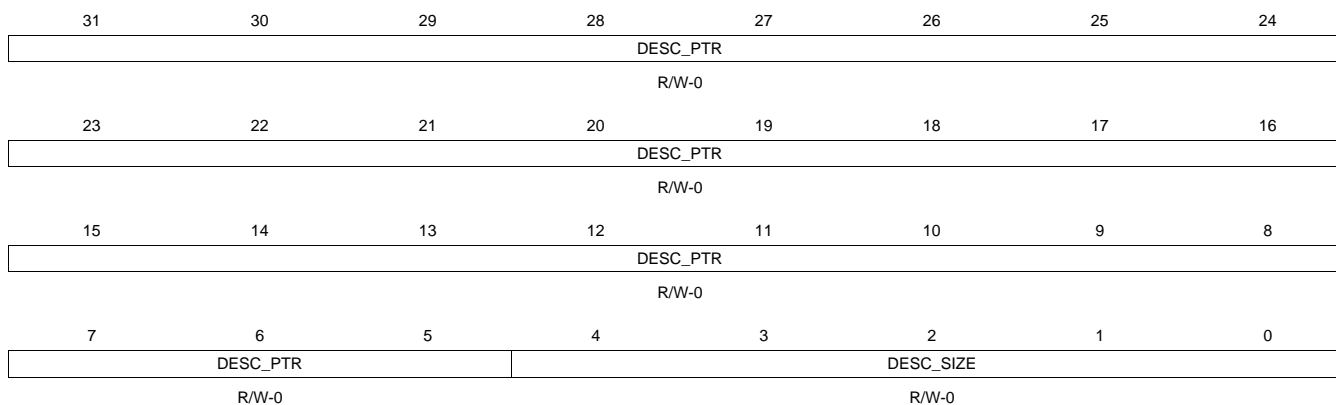 31 30 29 28 27 26 25 24
DESC_PTR
R/W-0
23 22 21 20 19 18 17 16
DESC_PTR
R/W-0
15 14 13 12 11 10 9 8
DESC_PTR
R/W-0
7 6 5 4 3 2 1 0
DESC_PTR DESC_SIZE
R/W-0 R/W-0